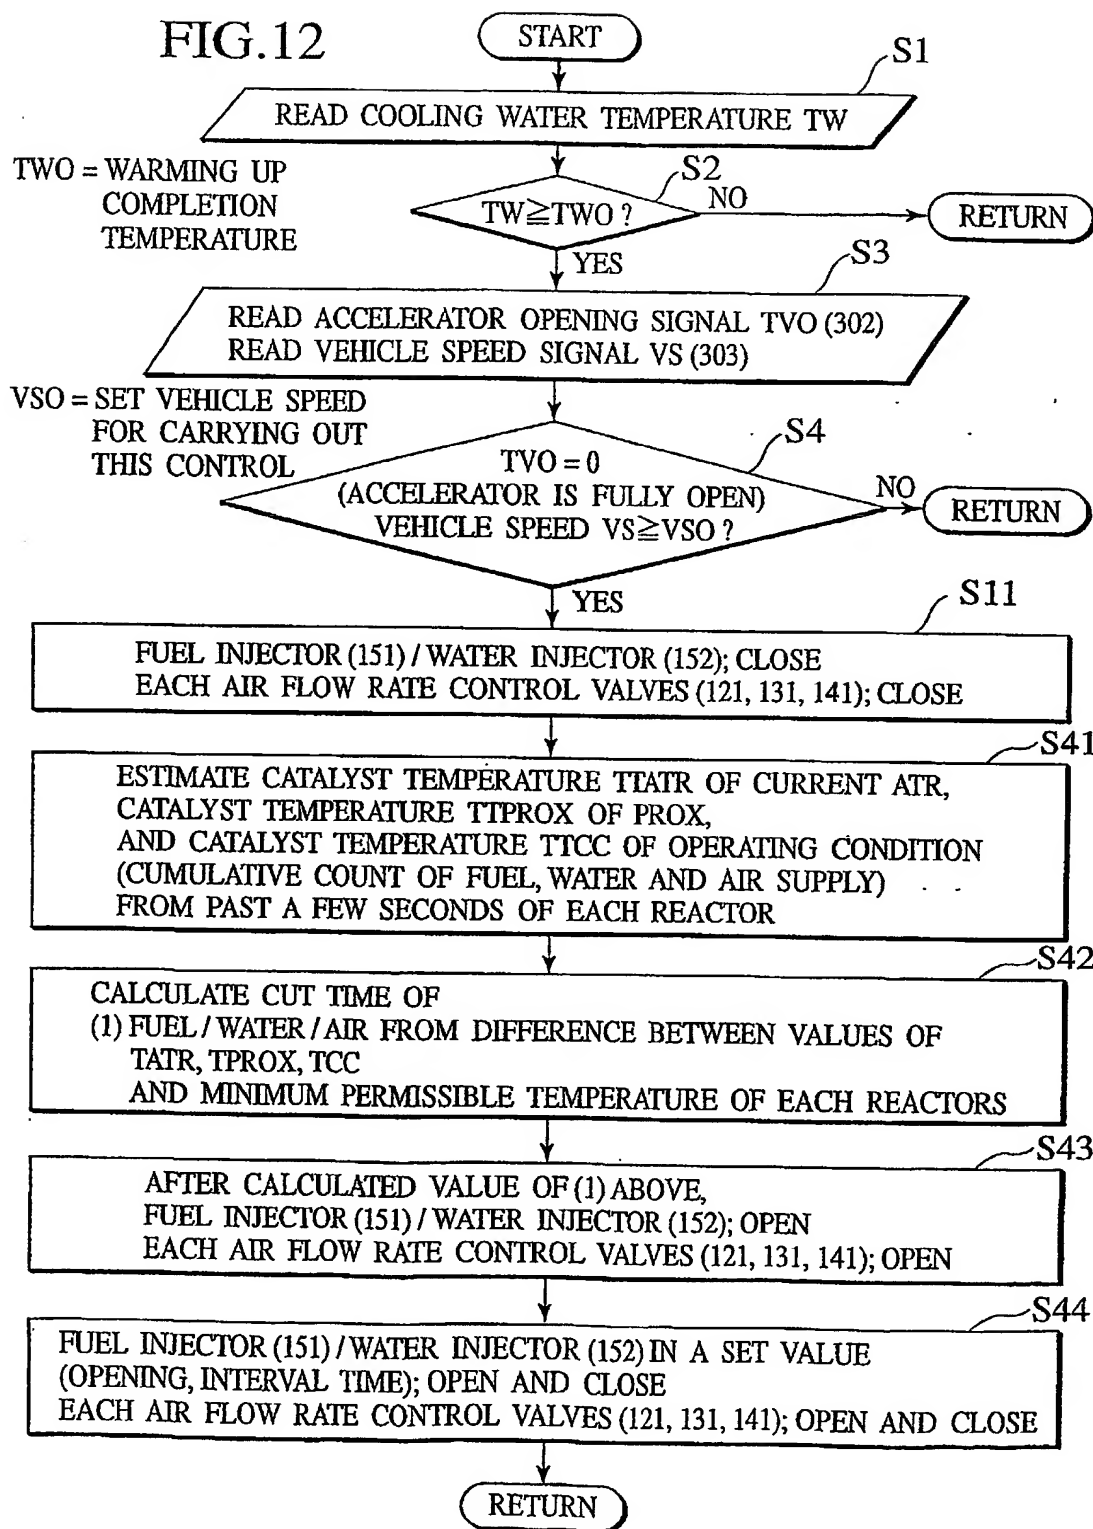 FIG.12
START
S1
READ COOLING WATER TEMPERATURE TW
TWO = WARMING UP
COMPLETION
TEMPERATURE
S2
TW≧TWO ?
NO
RETURN
YES
S3
READ ACCELERATOR OPENING SIGNAL TVO (302)
READ VEHICLE SPEED SIGNAL VS (303)
VSO = SET VEHICLE SPEED
FOR CARRYING OUT
THIS CONTROL
S4
TVO = 0
(ACCELERATOR IS FULLY OPEN)
VEHICLE SPEED VS≧VSO ?
NO
RETURN
YES
S11
FUEL INJECTOR (151) / WATER INJECTOR (152); CLOSE
EACH AIR FLOW RATE CONTROL VALVES (121, 131, 141); CLOSE
S41
ESTIMATE CATALYST TEMPERATURE TTATR OF CURRENT ATR,
CATALYST TEMPERATURE TTPROX OF PROX,
AND CATALYST TEMPERATURE TTCC OF OPERATING CONDITION
(CUMULATIVE COUNT OF FUEL, WATER AND AIR SUPPLY)
FROM PAST A FEW SECONDS OF EACH REACTOR
S42
CALCULATE CUT TIME OF
(1) FUEL / WATER / AIR FROM DIFFERENCE BETWEEN VALUES OF
TATR, TPROX, TCC
AND MINIMUM PERMISSIBLE TEMPERATURE OF EACH REACTORS
S43
AFTER CALCULATED VALUE OF (1) ABOVE,
FUEL INJECTOR (151) / WATER INJECTOR (152); OPEN
EACH AIR FLOW RATE CONTROL VALVES (121, 131, 141); OPEN
S44
FUEL INJECTOR (151) / WATER INJECTOR (152) IN A SET VALUE
(OPENING, INTERVAL TIME); OPEN AND CLOSE
EACH AIR FLOW RATE CONTROL VALVES (121, 131, 141); OPEN AND CLOSE
RETURN